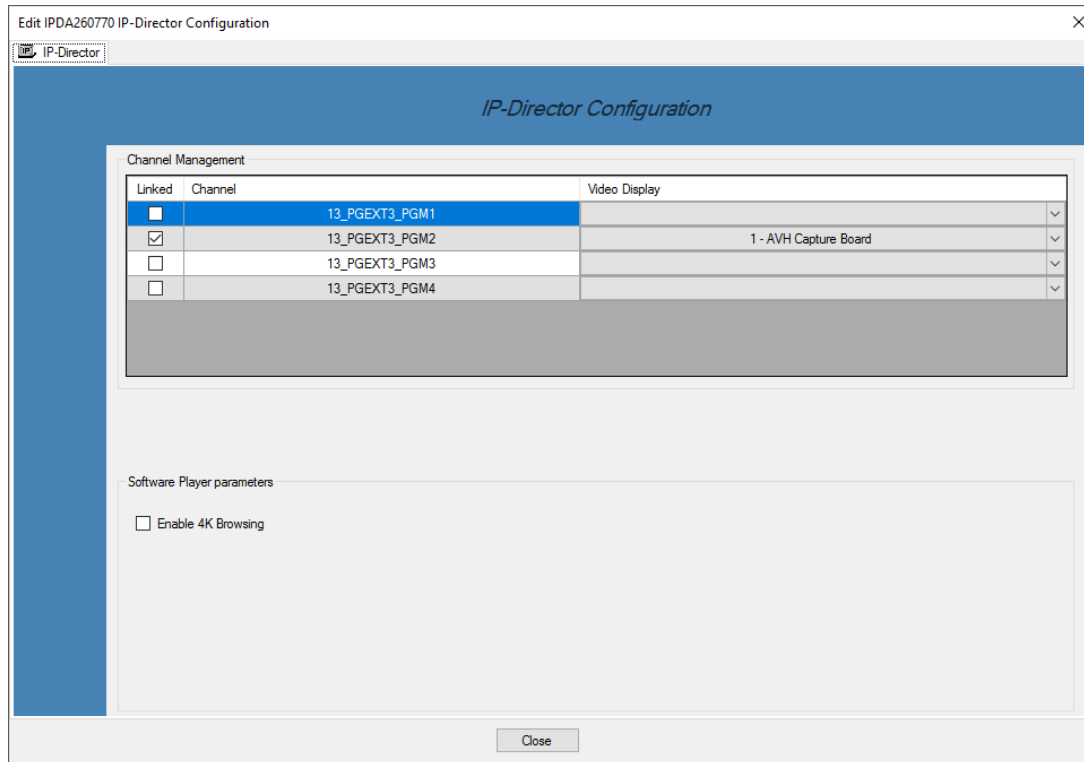 Edit IPDA260770 IP-Director Configuration
IP-Director
IP-Director Configuration
Channel Management
Linked Channel Video Display
13_PGEXT3_PGM1
13_PGEXT3_PGM2 1 - AVH Capture Board
13_PGEXT3_PGM3
13_PGEXT3_PGM4
Software Player parameters
Enable 4K Browsing
Close